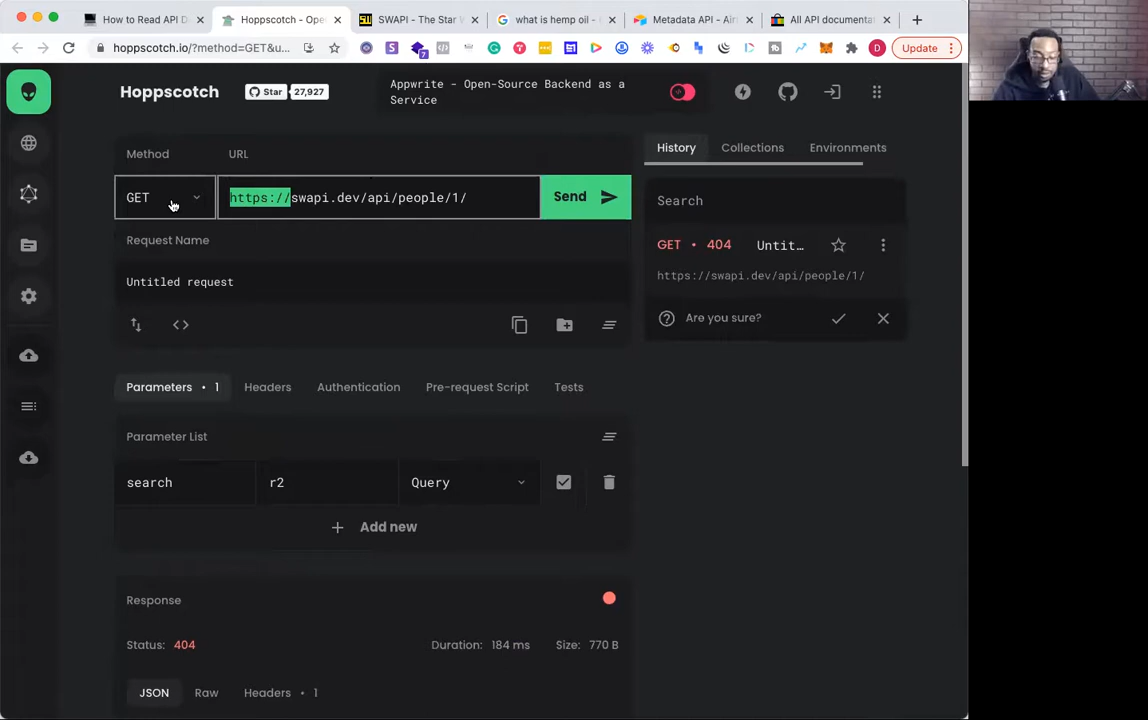 How to Read API D
Hoppscotch - Ope
SWAPI - The Star W
what is hemp oil -
Metadata API - Air
All API documenta
hoppscotch.io/?method=GET&u...
7
D
Update
Hoppscotch
Star 27,927
Appwrite - Open-Source Backend as a
Service
Method
URL
GET
https://swapi.dev/api/people/1/
Send
Request Name
Untitled request
Parameters • 1
Headers
Authentication
Pre-request Script
Tests
Parameter List
search
r2
Query
Add new
Response
Status: 404
Duration: 184 ms
Size: 770 B
JSON
Raw
Headers • 1
History
Collections
Environments
Search
GET • 404
Untit...
https://swapi.dev/api/people/1/
Are you sure?